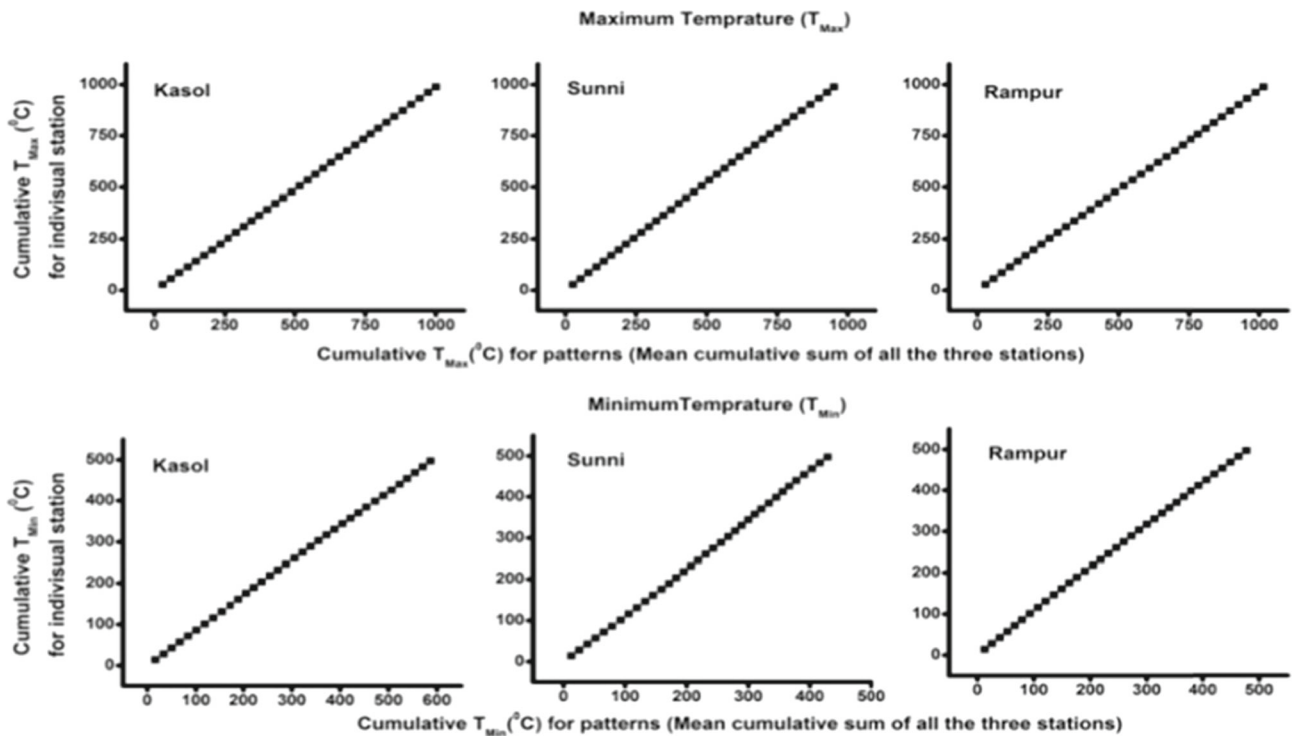 Maximum Temprature (TMax)
Cumulative TMax (0C)
for indivisual station
Kasol
1000
750
500
250
0
0 250 500 750 1000
Sunni
1000
750
500
250
0
0 250 500 750 1000
Rampur
1000
750
500
250
0
0 250 500 750 1000
Cumulative TMax(0C) for patterns (Mean cumulative sum of all the three stations)
MinimumTemprature (TMin)
Cumulative TMin (0C)
for indivisual station
Kasol
500
400
300
200
100
0
0 100 200 300 400 500 600
Sunni
500
400
300
200
100
0
0 100 200 300 400 500
Rampur
500
400
300
200
100
0
0 100 200 300 400 500
Cumulative TMin(0C) for patterns (Mean cumulative sum of all the three stations)